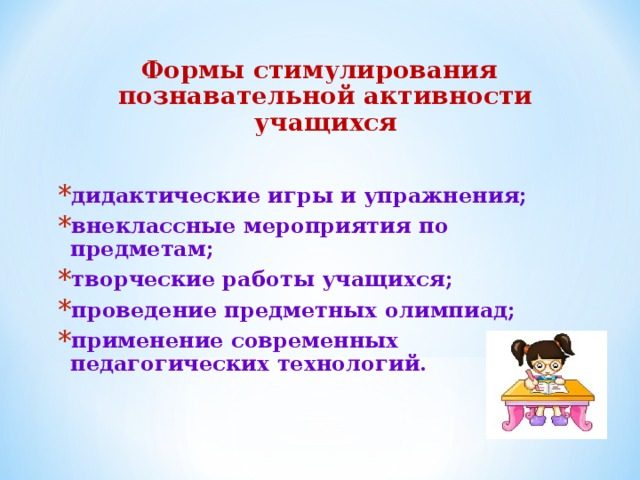 Формы стимулирования
познавательной активности
учащихся
*дидактические игры и упражнения;
*внеклассные мероприятия по
предметам;
*творческие работы учащихся;
*проведение предметных олимпиад;
*применение современных
педагогических технологий.